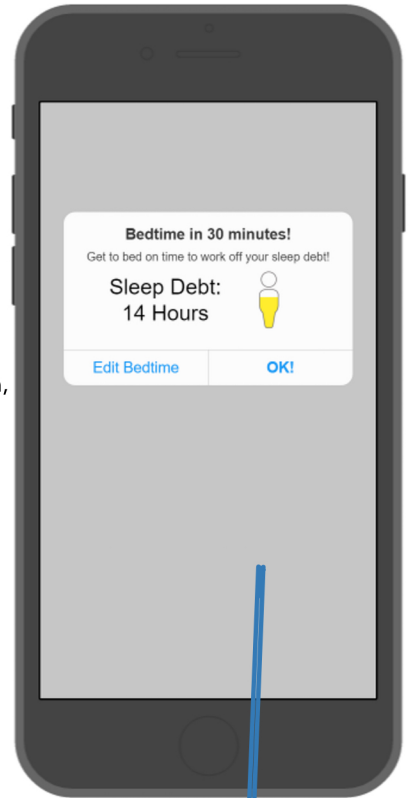 Bedtime in 30 minutes!
Get to bed on time to work off your sleep debt!
Sleep Debt:
14 Hours
Edit Bedtime OK!